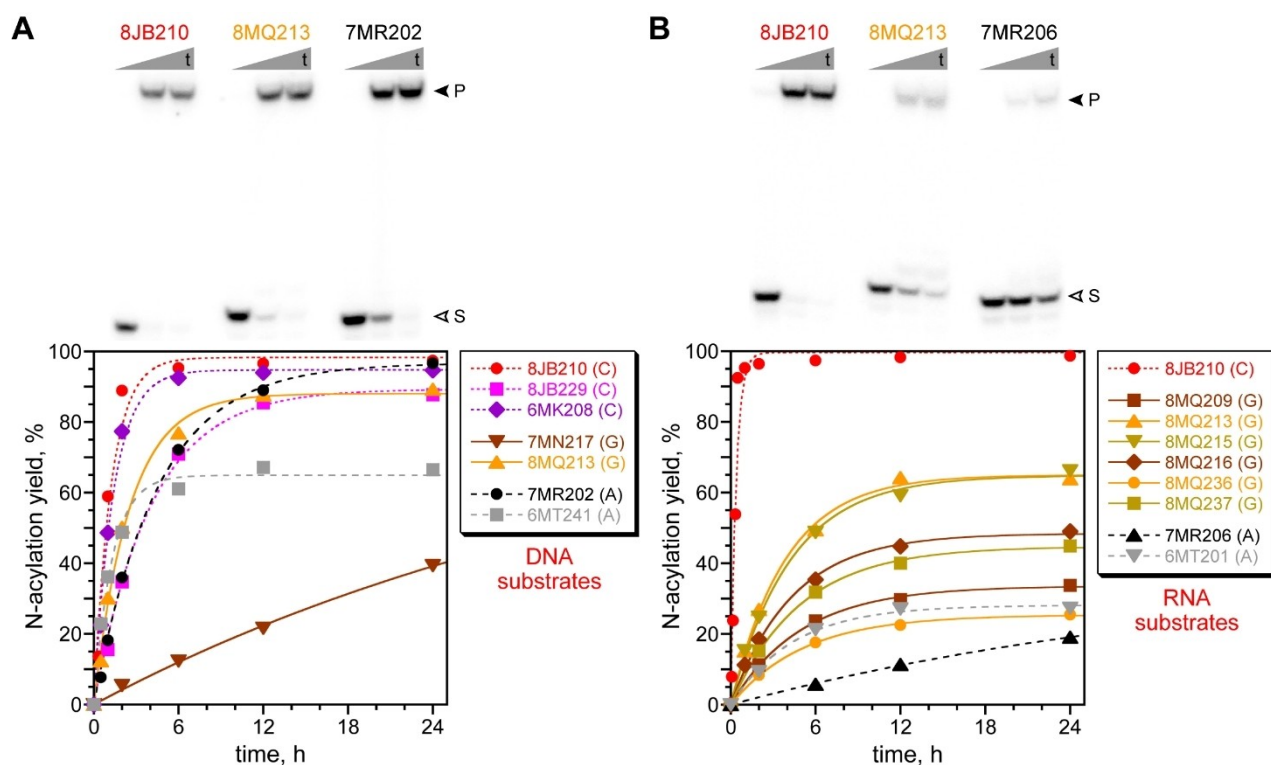 A
8JB210
8MQ213
7MR202
t
t
t
P
S
N-acylation yield, %
100
80
60
40
20
0
0
6
12
18
24
time, h
8JB210 (C)
8JB229 (C)
6MK208 (C)
7MN217 (G)
8MQ213 (G)
7MR202 (A)
6MT241 (A)
DNA
substrates
B
8JB210
8MQ213
7MR206
t
t
t
P
S
N-acylation yield, %
100
80
60
40
20
0
0
6
12
18
24
time, h
8JB210 (C)
8MQ209 (G)
8MQ213 (G)
8MQ215 (G)
8MQ216 (G)
8MQ236 (G)
8MQ237 (G)
7MR206 (A)
6MT201 (A)
RNA
substrates